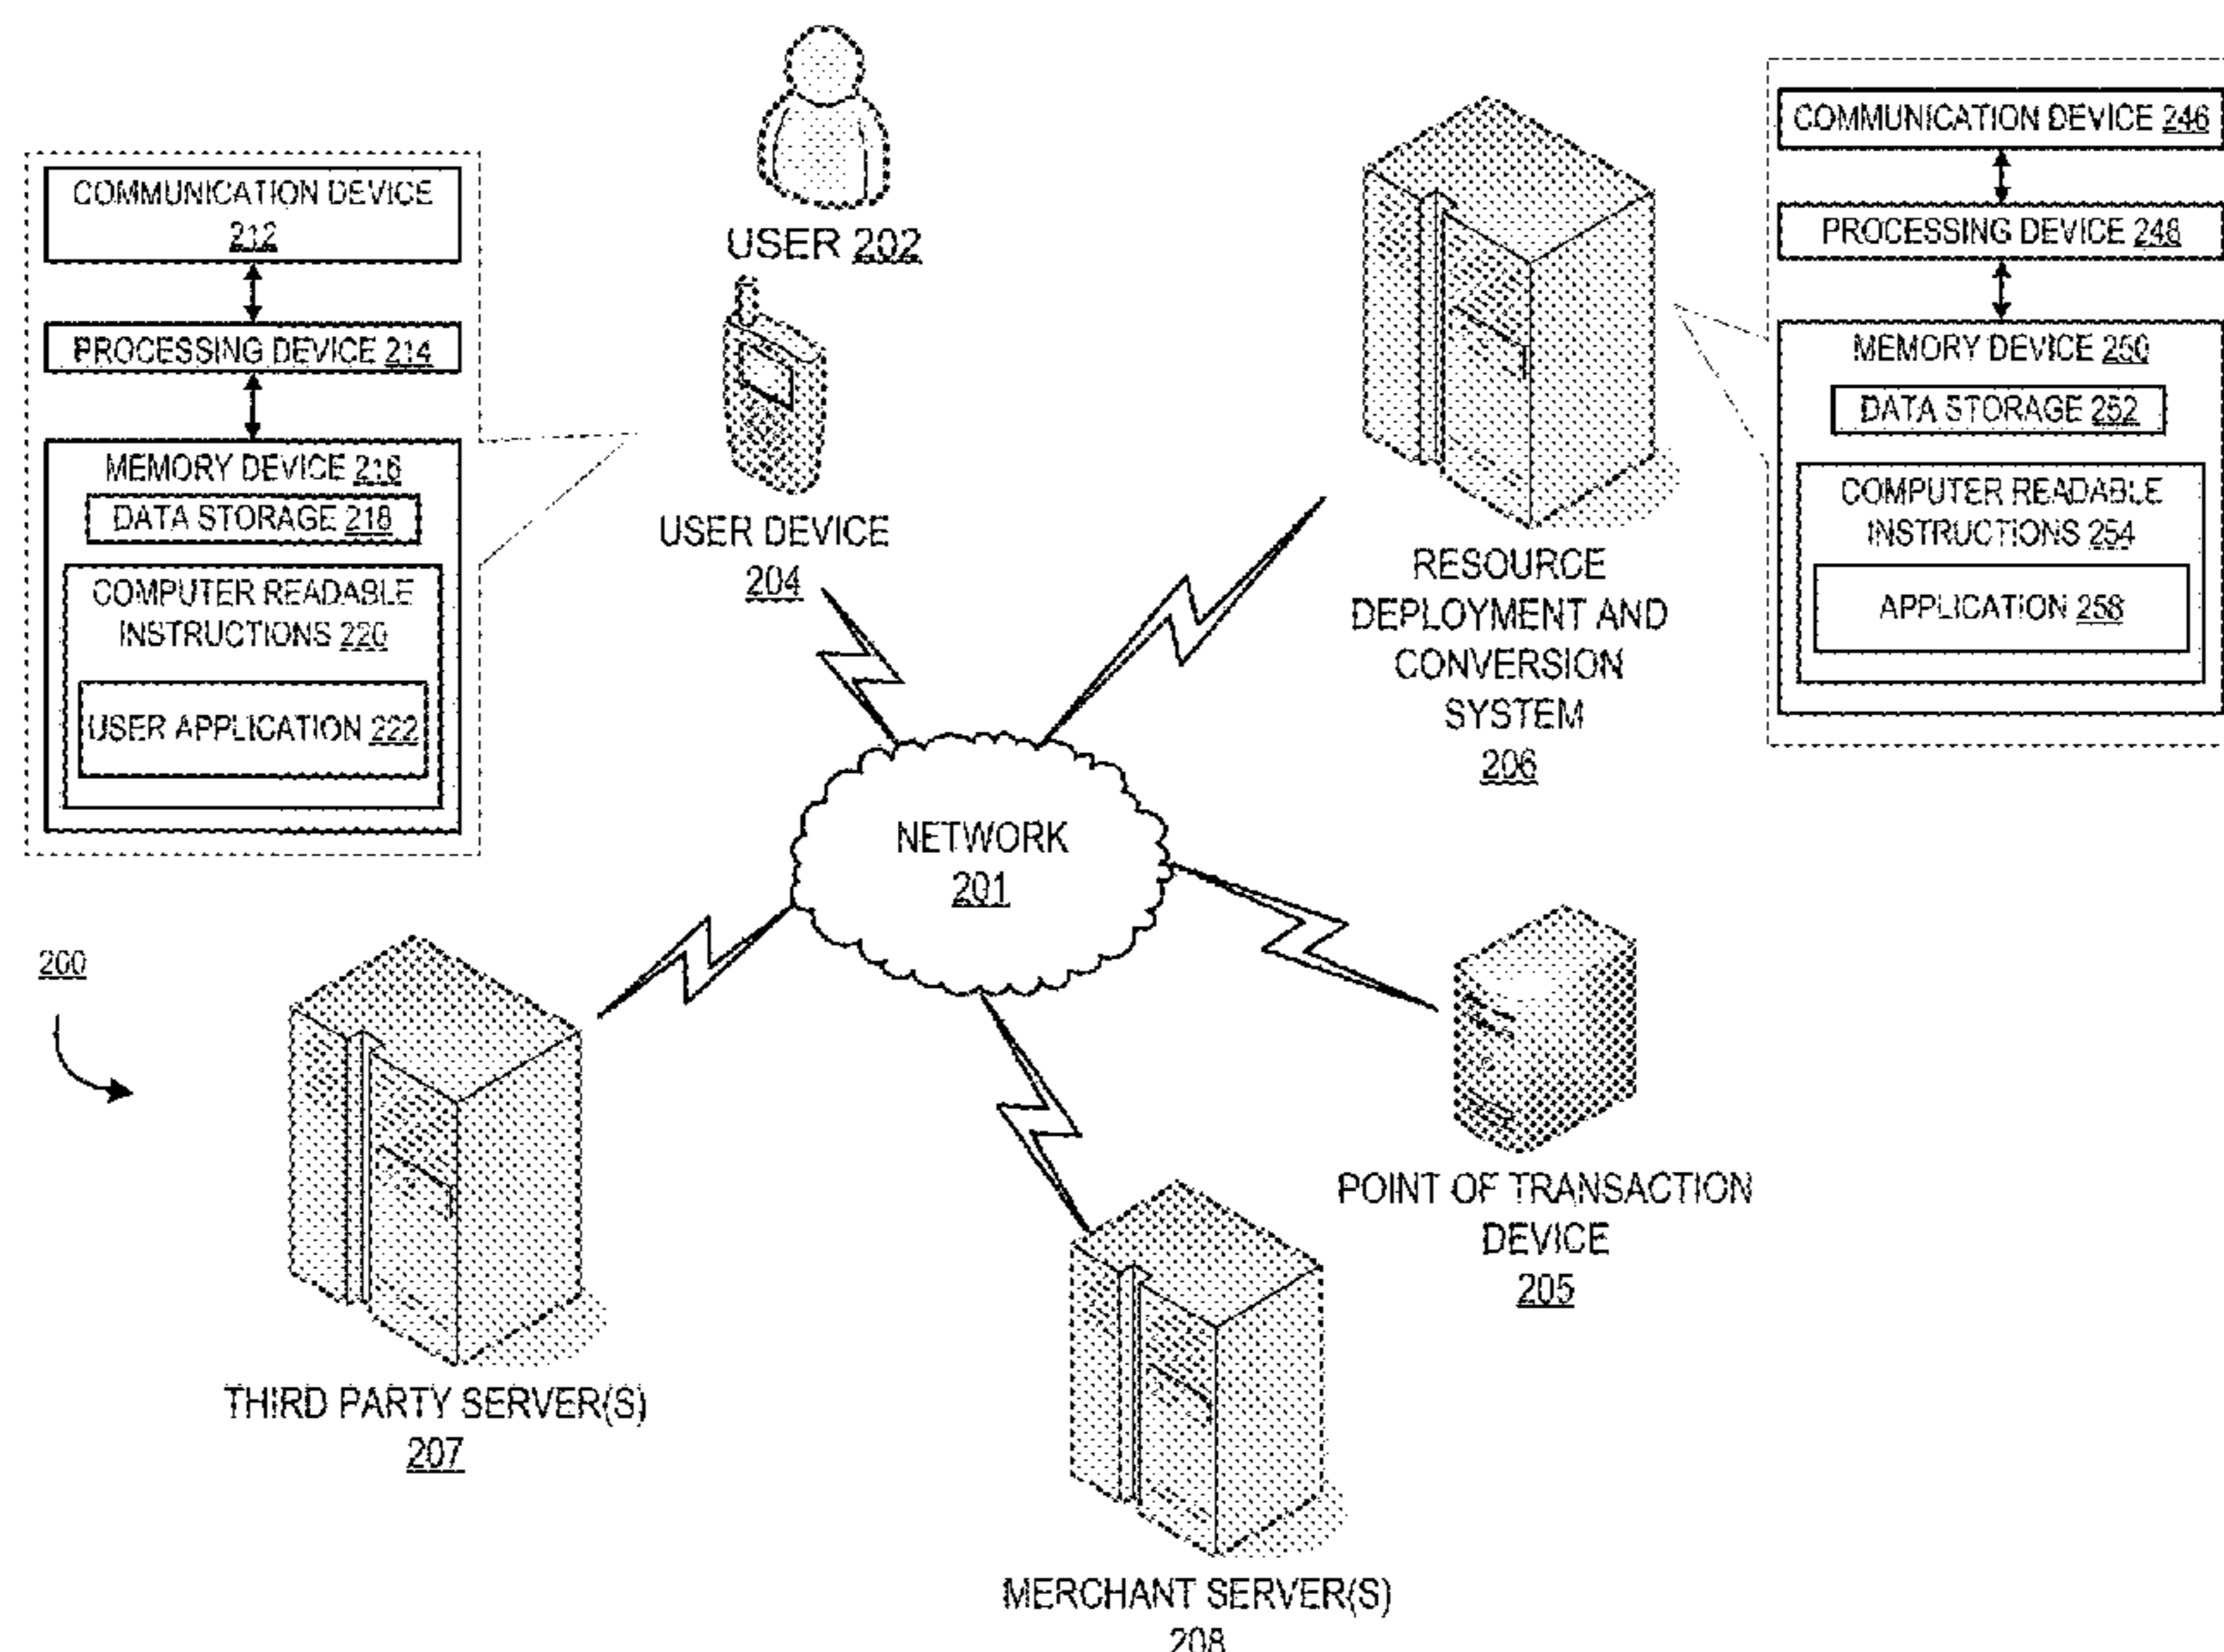 COMMUNICATION DEVICE
212
PROCESSING DEVICE 214
MEMORY DEVICE 216
DATA STORAGE 218
COMPUTER READABLE
INSTRUCTIONS 220
USER APPLICATION 222
USER 202
USER DEVICE
204
RESOURCE
DEPLOYMENT AND
CONVERSION
SYSTEM
206
COMMUNICATION DEVICE 246
PROCESSING DEVICE 248
MEMORY DEVICE 250
DATA STORAGE 252
COMPUTER READABLE
INSTRUCTIONS 254
APPLICATION 258
NETWORK
201
200
THIRD PARTY SERVER(S)
207
MERCHANT SERVER(S)
208
POINT OF TRANSACTION
DEVICE
205